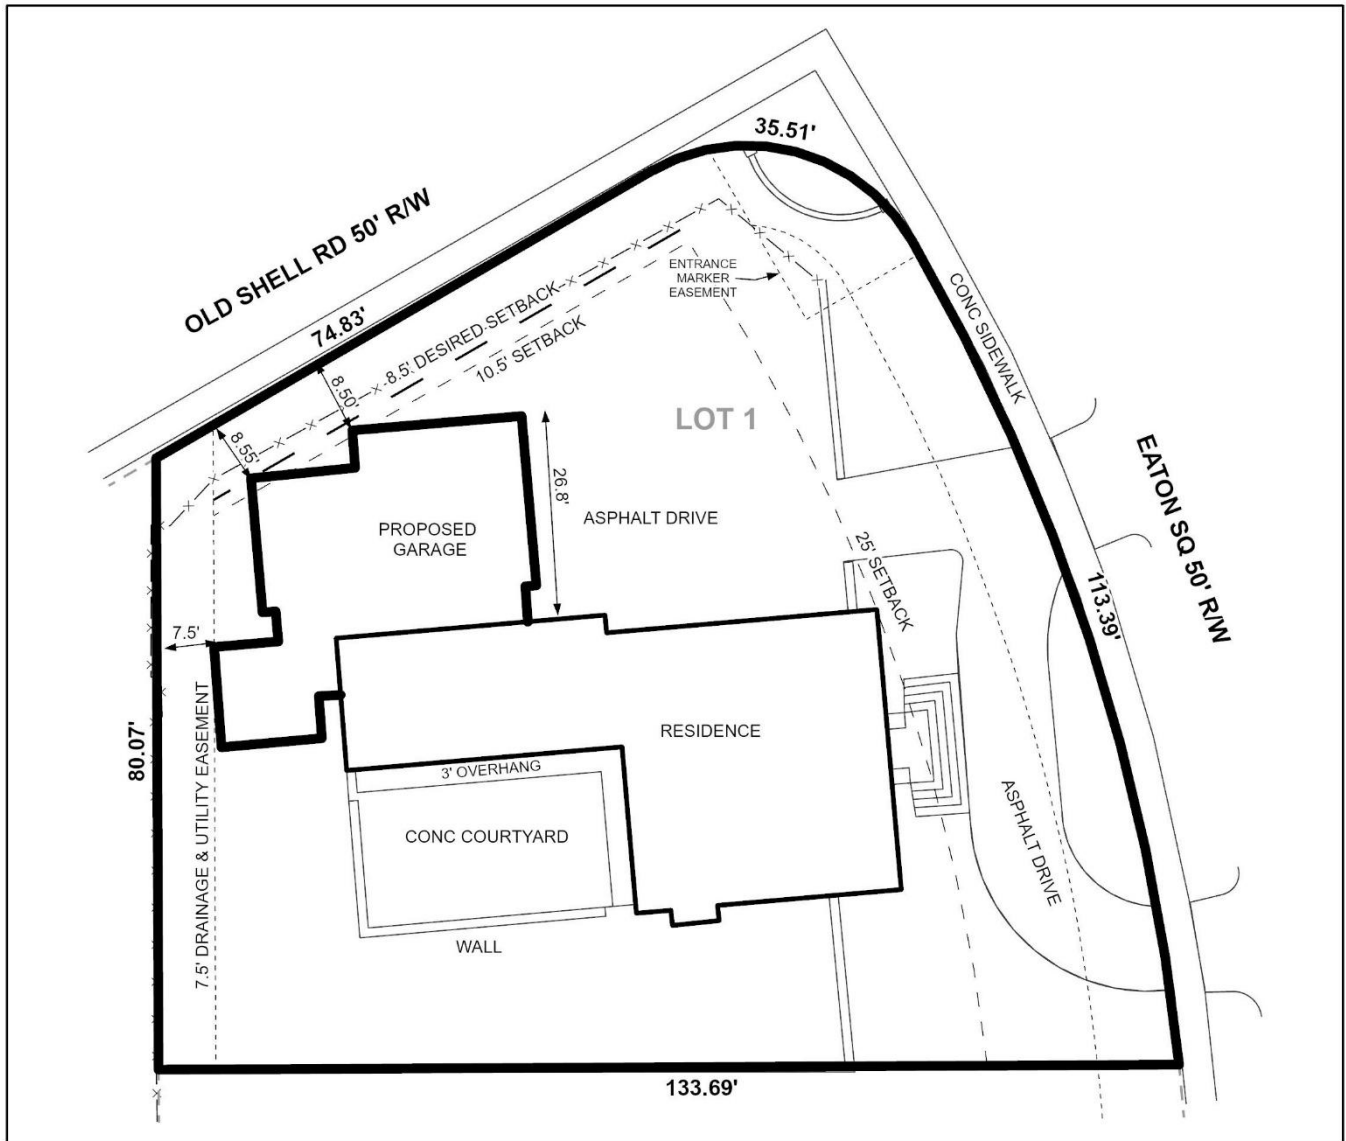 35.51'
OLD SHELL RD 50' R/W
74.83'
ENTRANCE
MARKER
EASEMENT
CONC SIDEWALK
8.5' DESIRED SETBACK
10.5' SETBACK
8.50'
8.55'
LOT 1
26.8'
PROPOSED
GARAGE
ASPHALT DRIVE
EATON SQ 50' R/W
25' SETBACK
113.39'
7.5'
7.5' DRAINAGE & UTILITY EASEMENT
80.07'
RESIDENCE
3' OVERHANG
CONC COURTYARD
ASPHALT DRIVE
WALL
133.69'